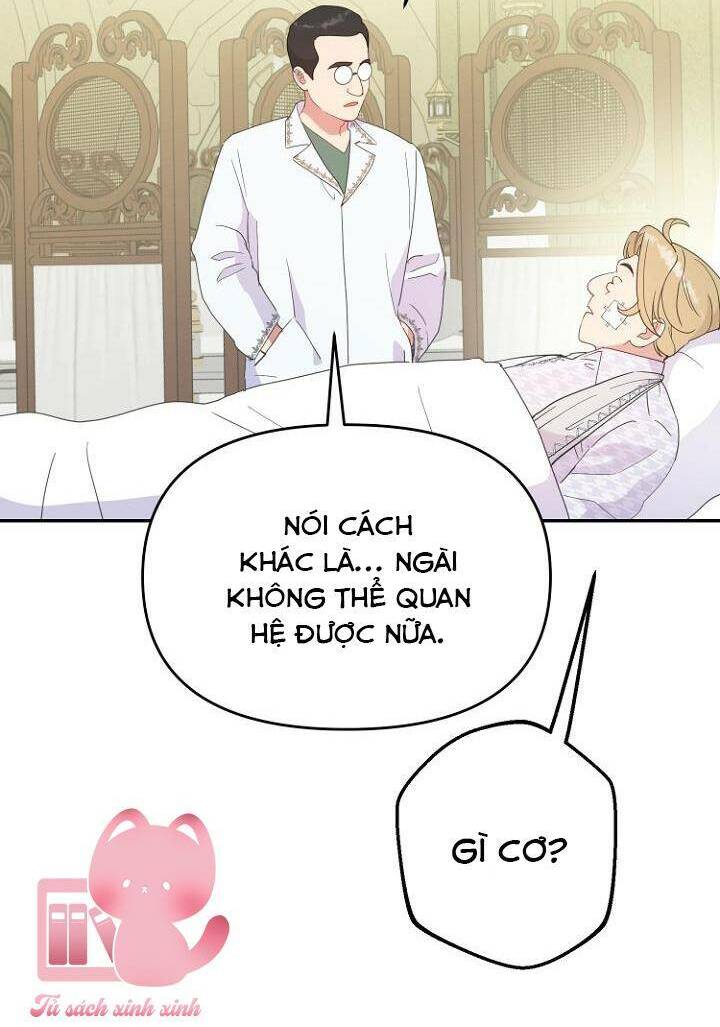 NÓI CÁCH
KHÁC LÀ... NGÀI
KHÔNG THỂ QUAN
HỆ ĐƯỢC NỮA.
GÌ CƠ?
Tủ sách xinh xinh